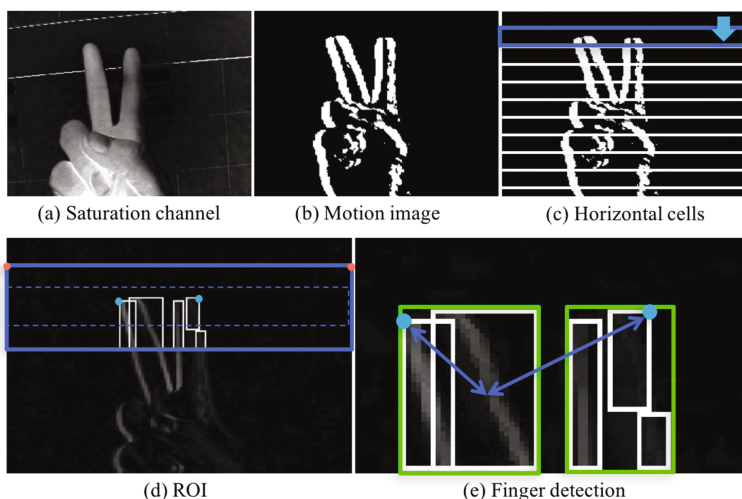 (a) Saturation channel
(b) Motion image
(c) Horizontal cells
(d) ROI
(e) Finger detection